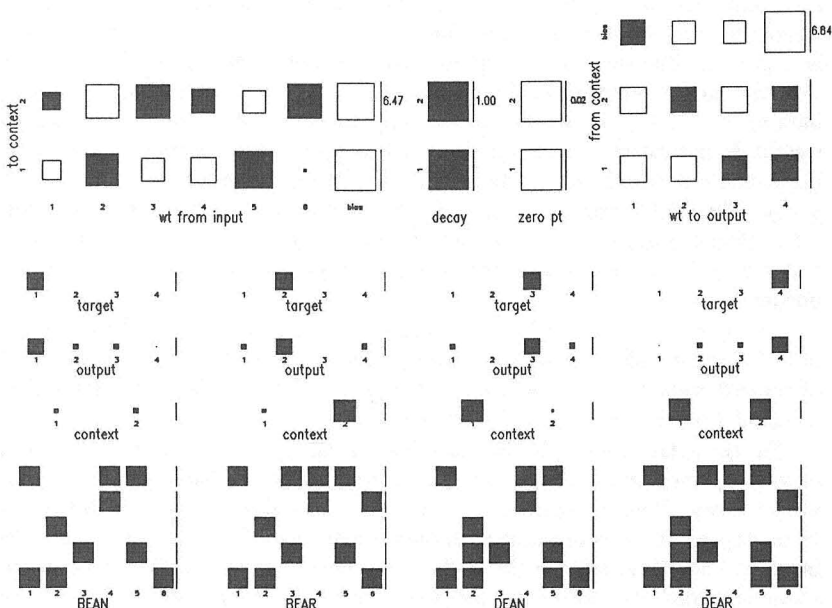 bias 6.84
to context 2 6.47 2 1.00 2 0.02 from context 2
1 1 1 1
1 2 3 4 5 6 bias 1 2 3 4
wt from input decay zero pt wt to output
1 2 3 4 1 2 3 4 1 2 3 4 1 2 3 4
target target target target
1 2 3 4 1 2 3 4 1 2 3 4 1 2 3 4
output output output output
1 2 1 2 1 2 1 2
context context context context
1 2 3 4 5 6 1 2 3 4 5 6 1 2 3 4 5 6 1 2 3 4 5 6
BEAN BEAR DEAN DEAR